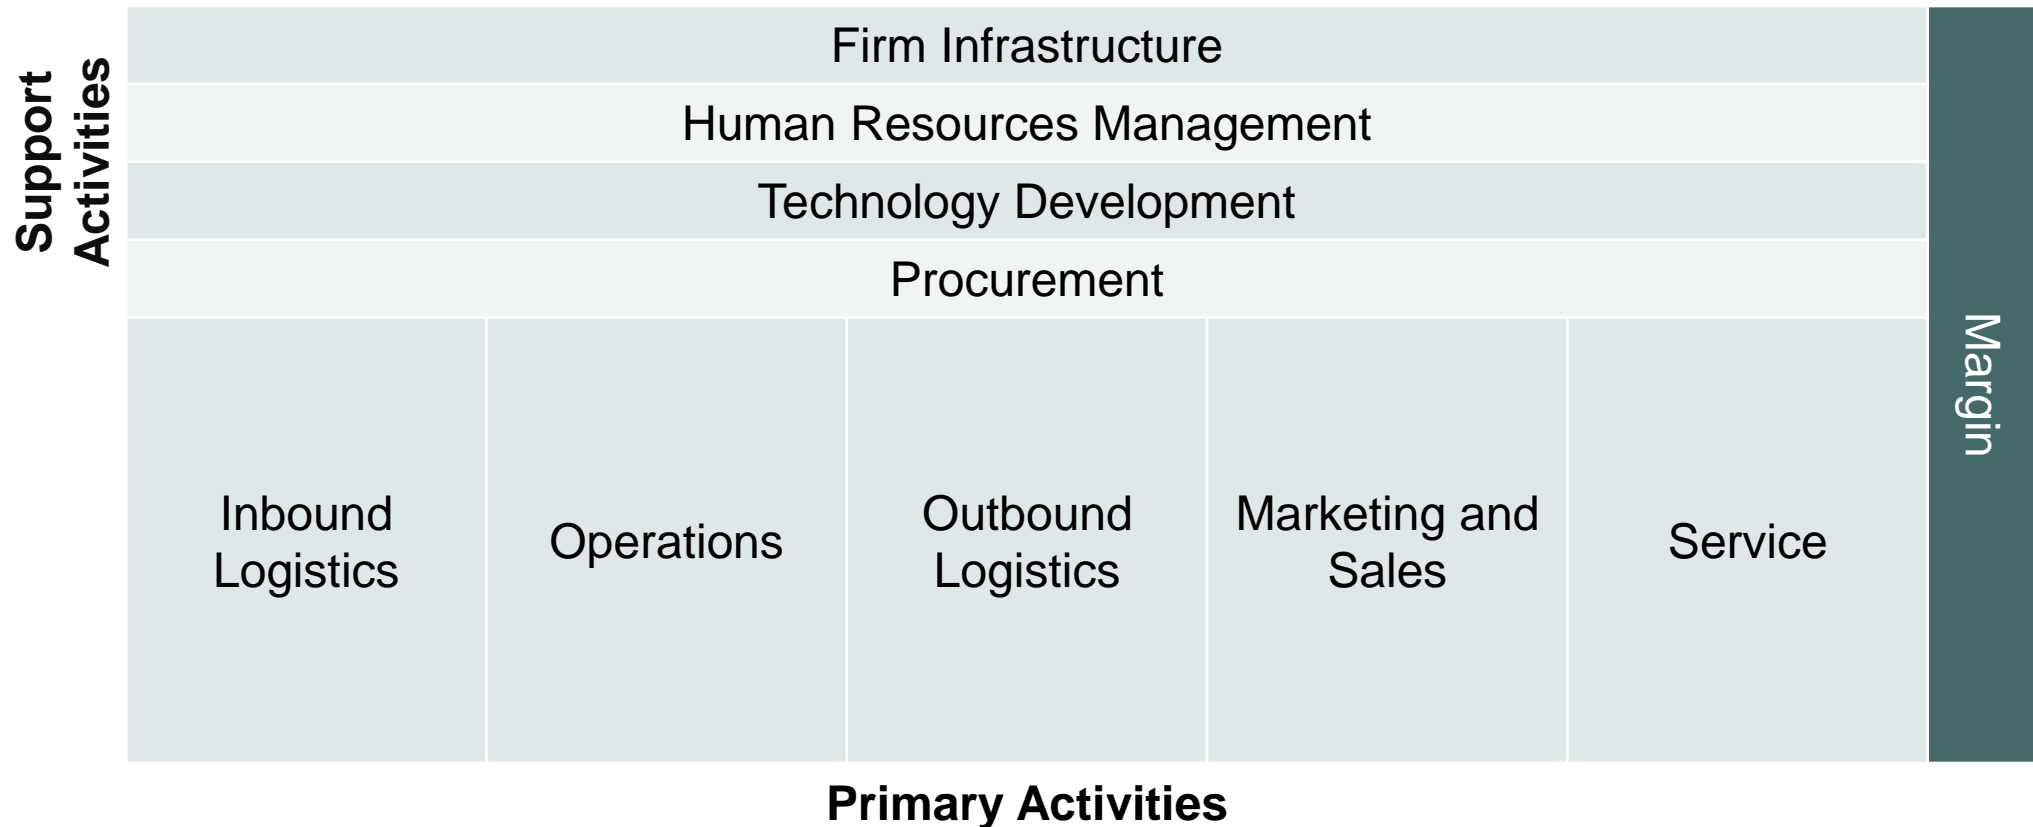 Support
Activities
Firm Infrastructure
Human Resources Management
Technology Development
Procurement
Inbound
Logistics
Operations
Outbound
Logistics
Marketing and
Sales
Service
Margin
Primary Activities